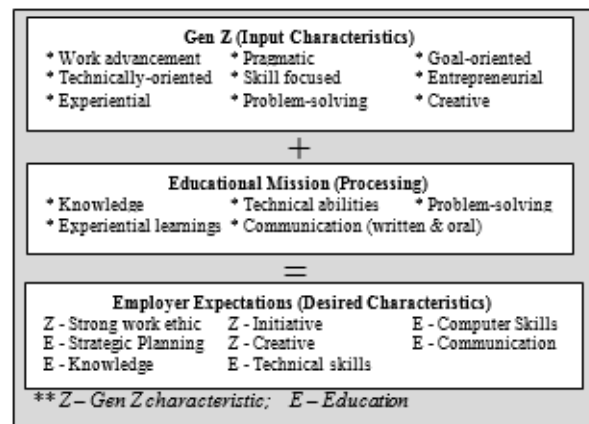 Gen Z (Input Characteristics)
* Work advancement * Pragmatic * Goal-oriented
* Technically-oriented * Skill focused * Entrepreneurial
* Experiential * Problem-solving * Creative
+
Educational Mission (Processing)
* Knowledge * Technical abilities * Problem-solving
* Experiential learnings * Communication (written & oral)
=
Employer Expectations (Desired Characteristics)
Z - Strong work ethic Z - Initiative E - Computer Skills
E - Strategic Planning Z - Creative E - Communication
E - Knowledge E - Technical skills
** Z – Gen Z characteristic; E – Education